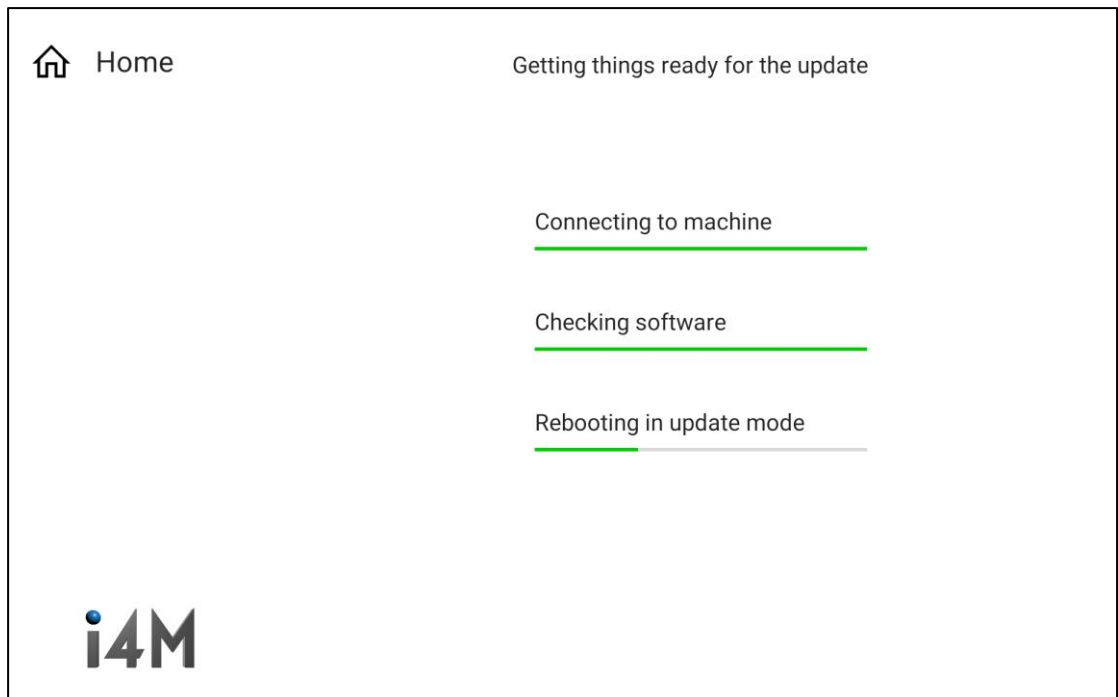 Home
Getting things ready for the update
Connecting to machine
Checking software
Rebooting in update mode
i4M